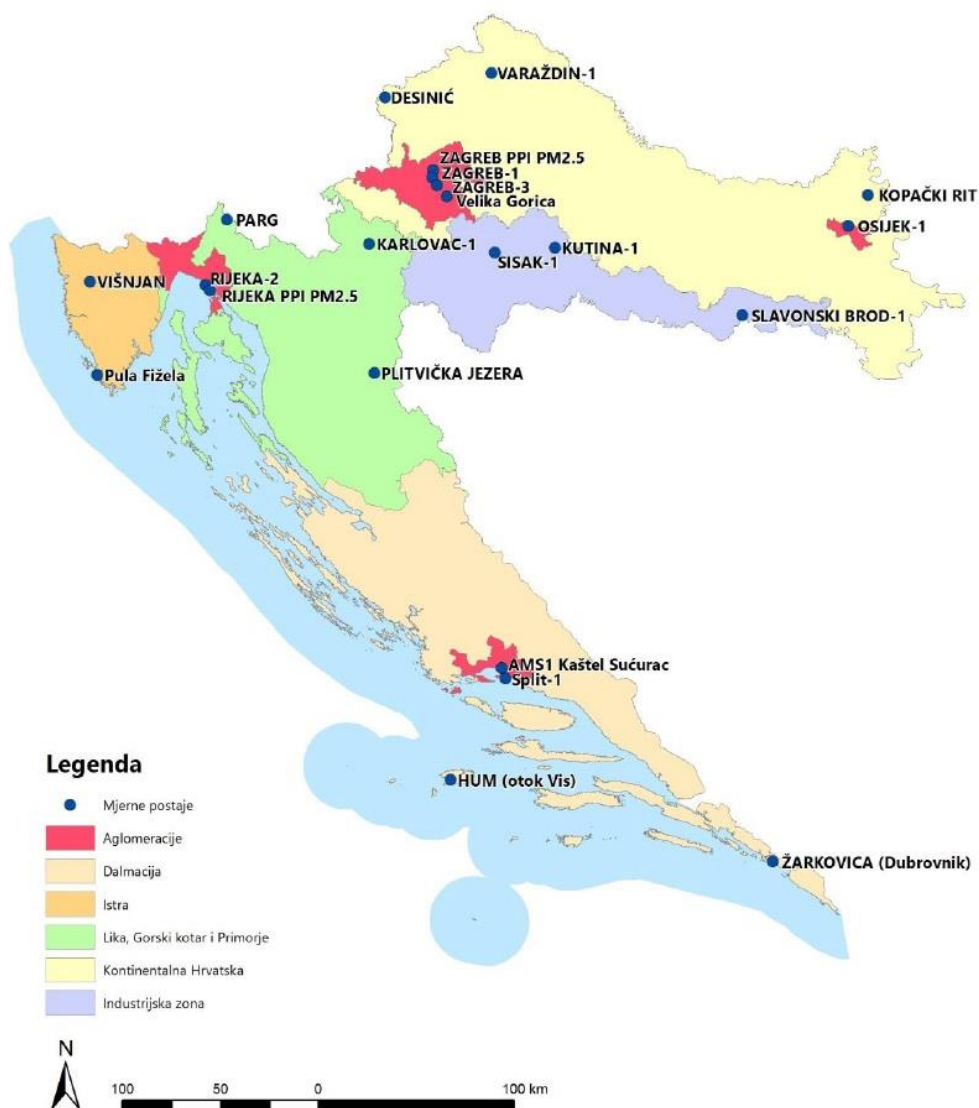 VARAŽDIN-1
DESINIĆ
ZAGREB PPI PM2.5
ZAGREB-1
ZAGREB-3
Velika Gorica
KOPAČKI RIT
OSIJEK-1
PARG
KARLOVAC-1
KUTINA-1
SISAK-1
VIŠNJAN
RIJEKA-2
RIJEKA PPI PM2.5
SLAVONSKI BROD-1
Pula Fižela
PLITVIČKA JEZERA
AMS1 Kaštel Sućurac
Split-1
HUM (otok Vis)
ŽARKOVICA (Dubrovnik)
Legenda
Mjerne postaje
Aglomeracije
Dalmacija
Istra
Lika, Gorski kotar i Primorje
Kontinentalna Hrvatska
Industrijska zona
N
100 50 0 100 km